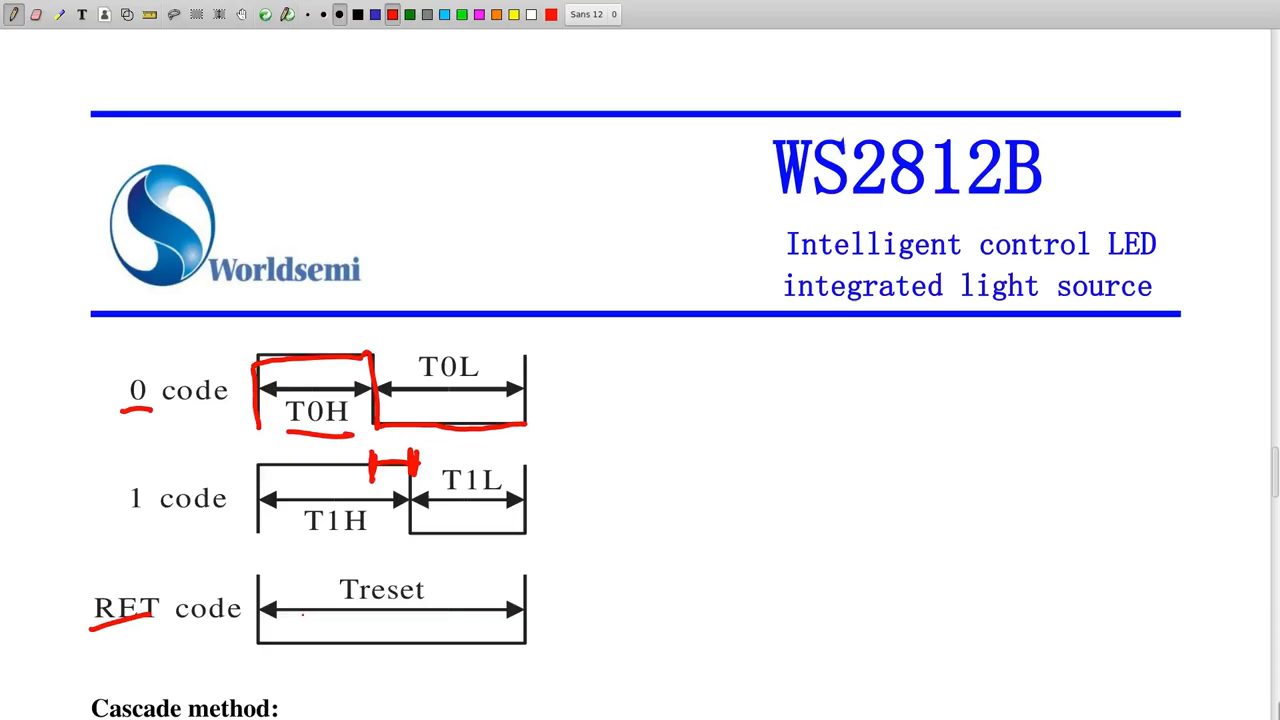 T
Sans 12 0
WS2812B
Intelligent control LED
integrated light source
Worldsemi
0 code
T0H
T0L
1 code
T1H
T1L
RET code
Treset
Cascade method: